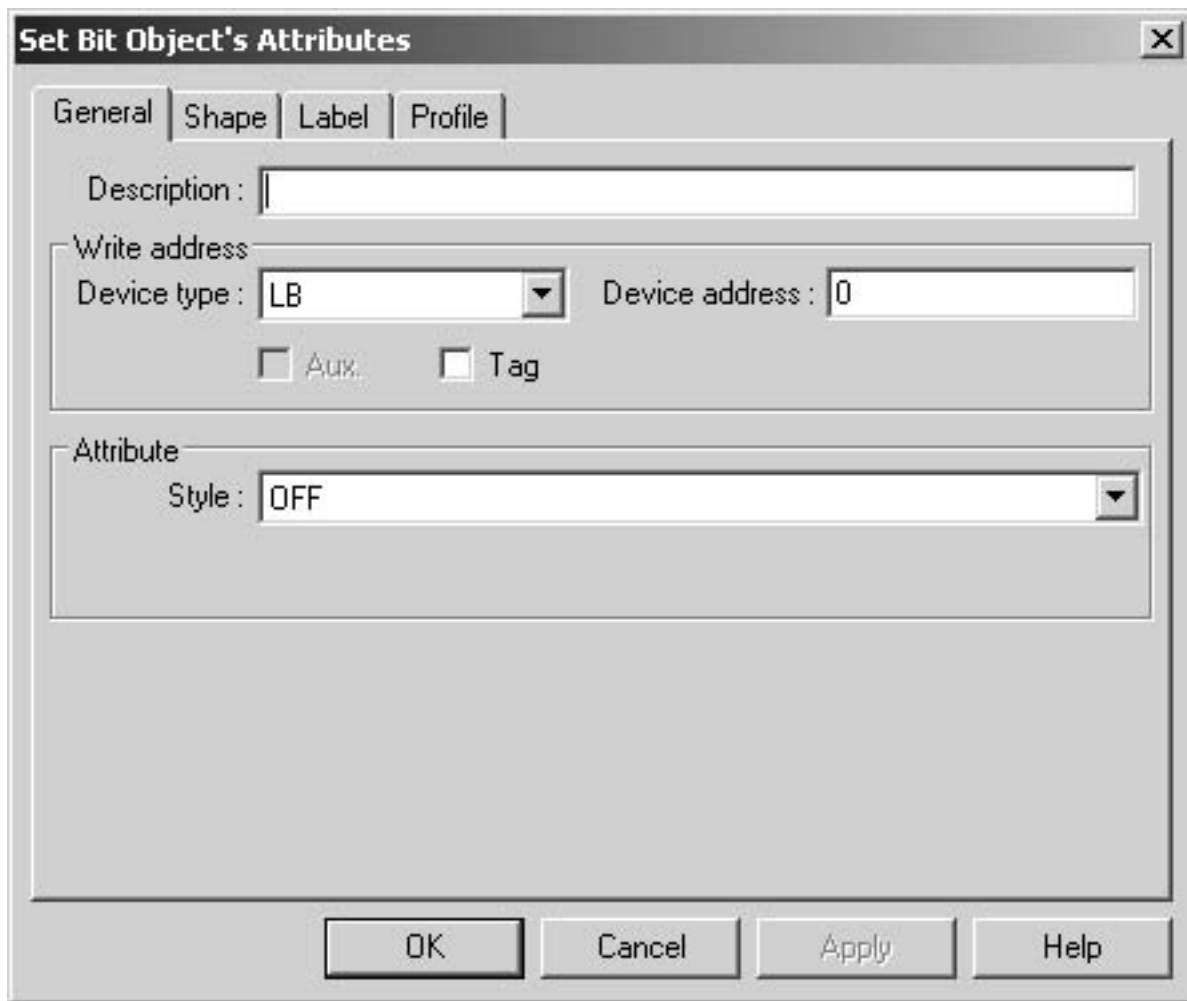 Set Bit Object's Attributes
General Shape Label Profile
Description :
Write address
Device type : LB Device address : 0
Aux. Tag
Attribute
Style : OFF
OK Cancel Apply Help